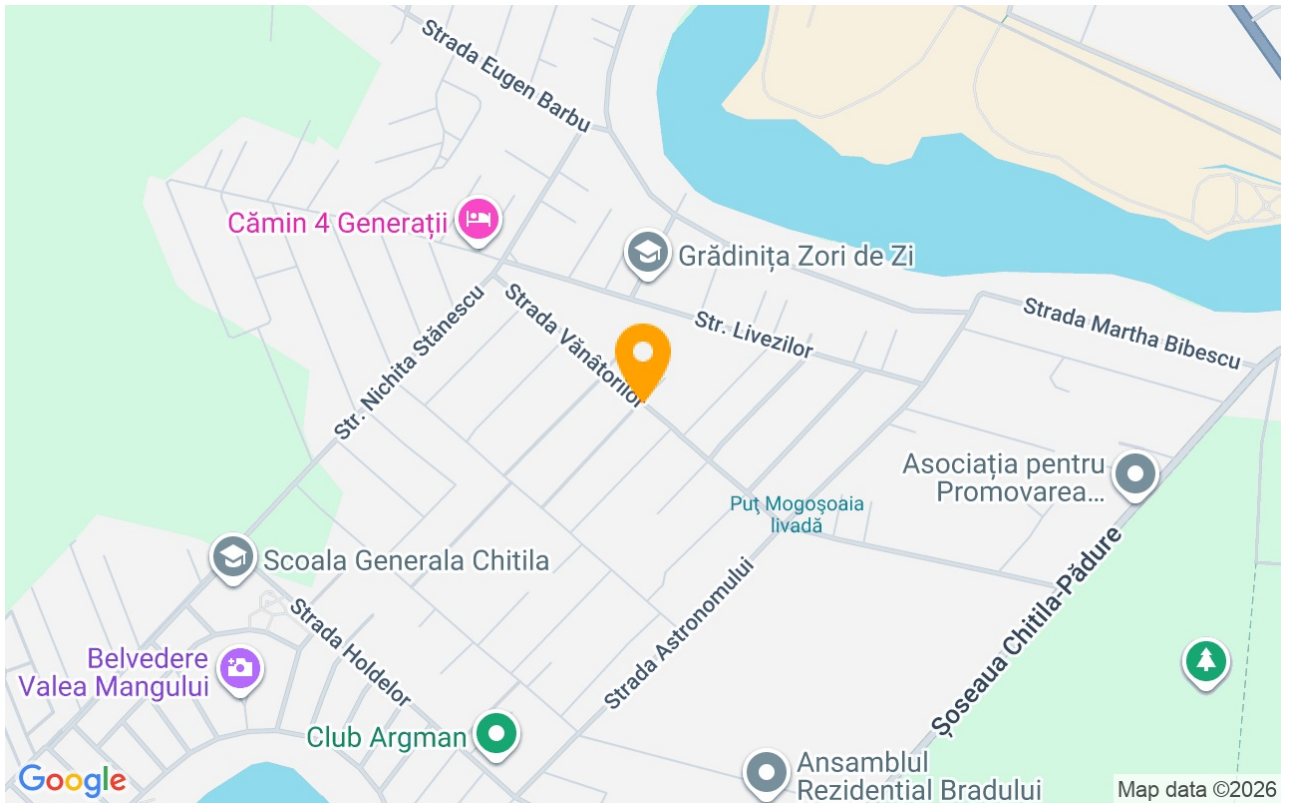 Strada Eugen Barbu
Cămin 4 Generații
Grădinița Zori de Zi
Strada Vânătorilor
Str. Nichita Stănescu
Str. Livezilor
Strada Martha Bibescu
Asociația pentru
Promovarea...
Puţ Mogoşoaia
livadă
Scoala Generala Chitila
Șoseaua Chitila-Pădure
Strada Astronomului
Strada Holdelor
Belvedere
Valea Mangului
Club Argman
Ansamblul
Rezidential Bradului
Google
Map data ©2026